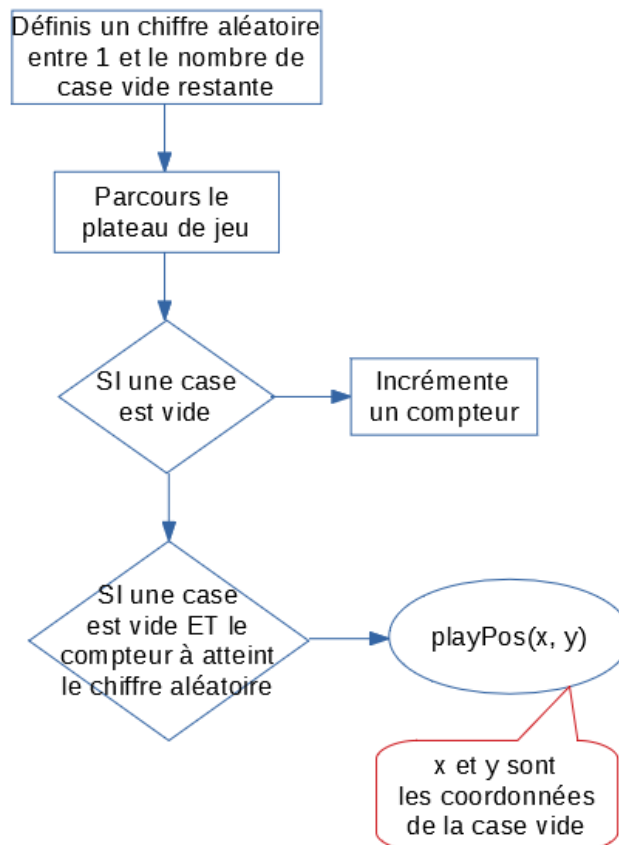 Définis un chiffre aléatoire
entre 1 et le nombre de
case vide restante
Parcours le
plateau de jeu
SI une case
est vide
Incrémente
un compteur
SI une case
est vide ET le
compteur à atteint
le chiffre aléatoire
playPos(x, y)
x et y sont
les coordonnées
de la case vide